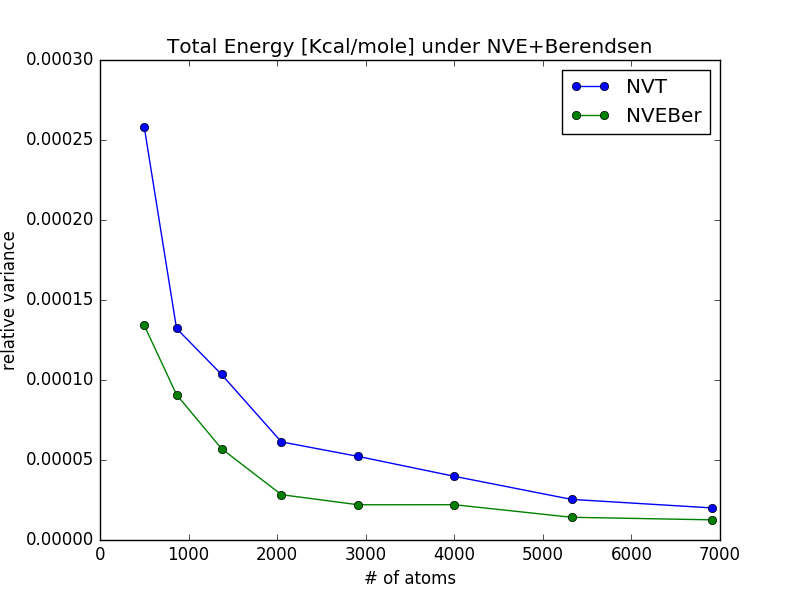 Total Energy [Kcal/mole] under NVE+Berendsen
NVT
NVEBer
relative variance
0.00030
0.00025
0.00020
0.00015
0.00010
0.00005
0.00000
0 1000 2000 3000 4000 5000 6000 7000
# of atoms